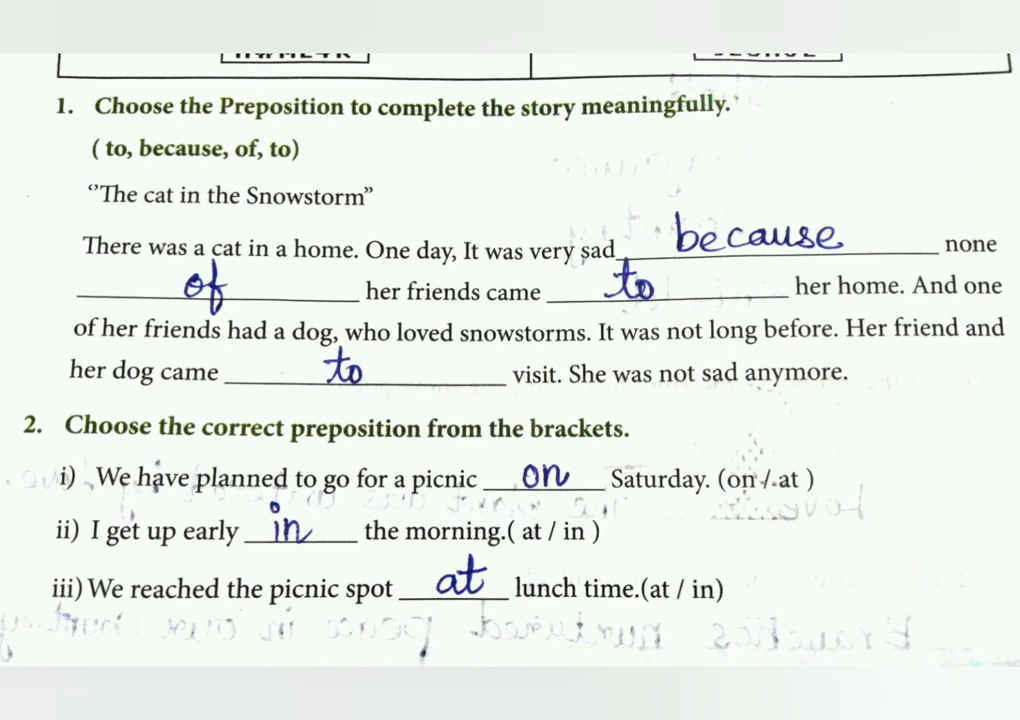 1. Choose the Preposition to complete the story meaningfully.
( to, because, of, to)
“The cat in the Snowstorm”
There was a cat in a home. One day, It was very sad because none
of her friends came to her home. And one
of her friends had a dog, who loved snowstorms. It was not long before. Her friend and
her dog came to visit. She was not sad anymore.
2. Choose the correct preposition from the brackets.
i) We have planned to go for a picnic on Saturday. (on / at )
ii) I get up early in the morning.( at / in )
iii) We reached the picnic spot at lunch time.(at / in)